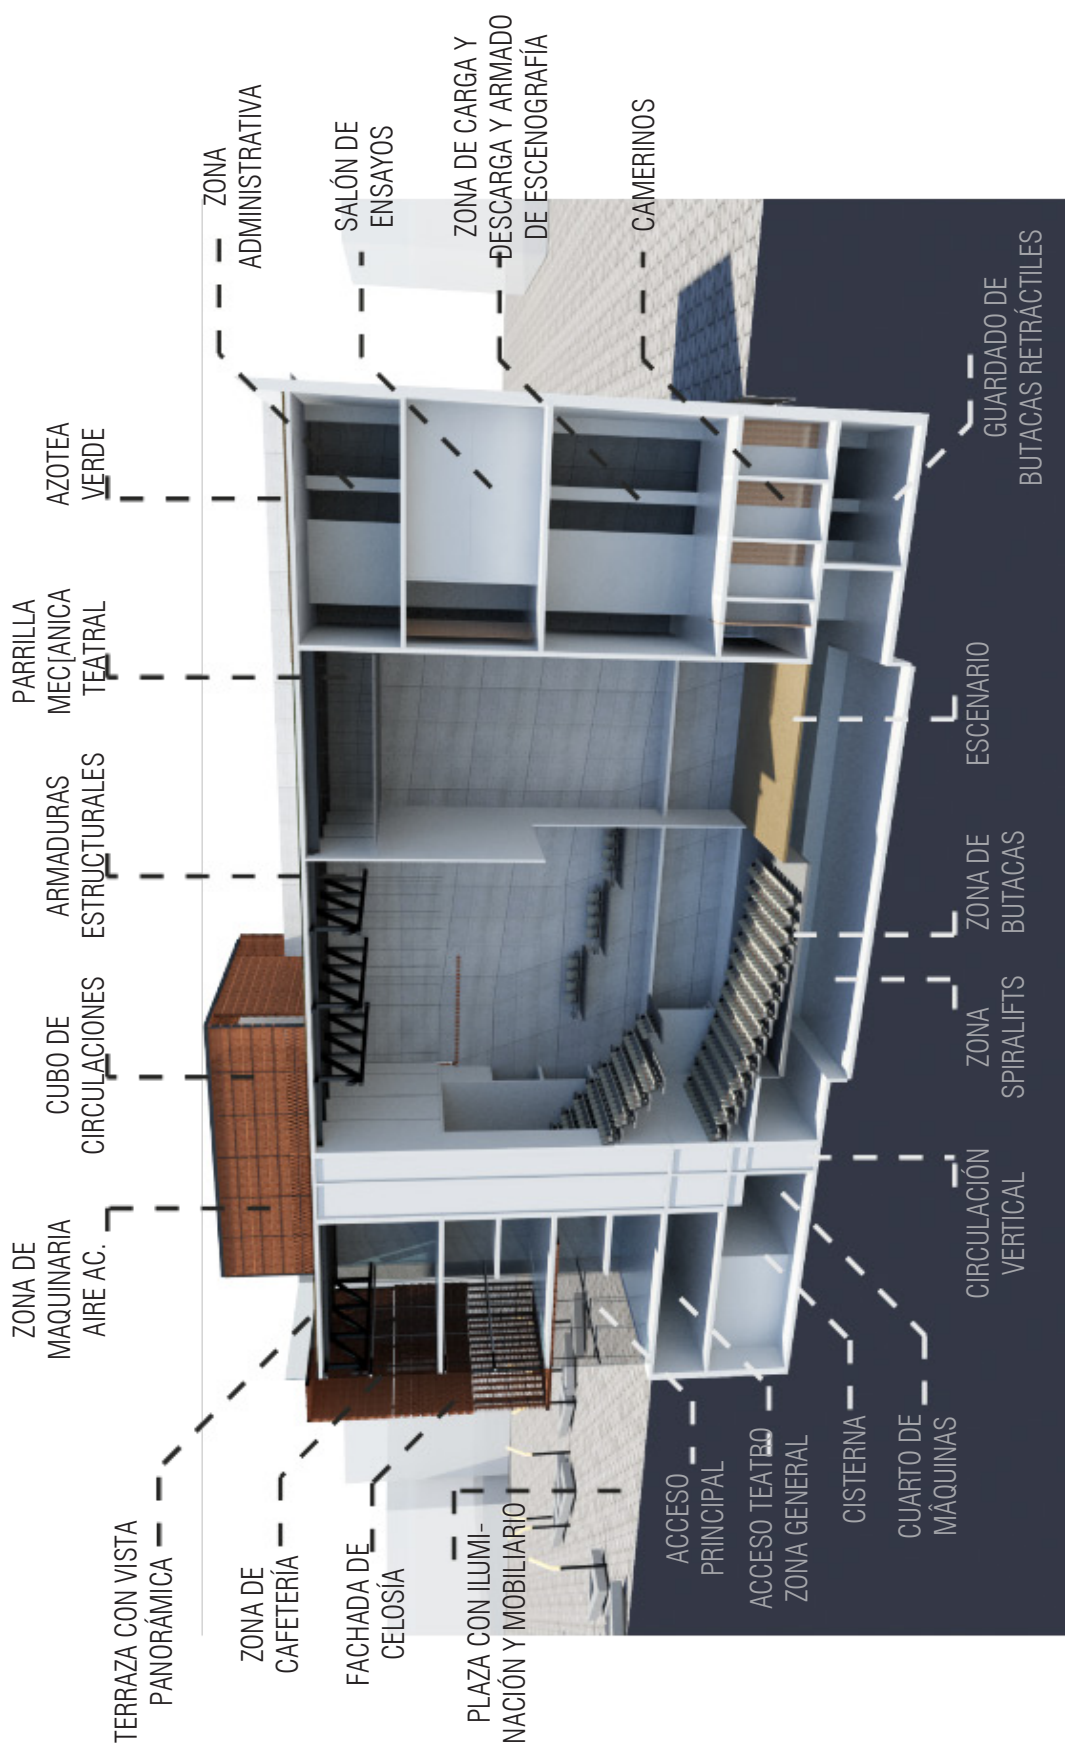 TERRAZA CON VISTA
PANORÁMICA
ZONA DE
CAFETERÍA
FACHADA DE
CELOSÍA
PLAZA CON ILUMI-
NACIÓN Y MOBILIARIO
ZONA DE
MAQUINARIA
AIRE AC.
CUBO DE
CIRCULACIONES
ARMADURAS
ESTRUCTURALES
PARRILLA
MEC[ANICA
TEATRAL
AZOTEA
VERDE
ZONA
ADMINISTRATIVA
SALÓN DE
ENSAYOS
ZONA DE CARGA Y
DESCARGA Y ARMADO
DE ESCENOGRAFÍA
CAMERINOS
ACCESO
PRINCIPAL
ACCESO TEATRO
ZONA GENERAL
CISTERNA
CUARTO DE
MÂQUINAS
CIRCULACIÓN
VERTICAL
ZONA
SPIRALIFTS
ZONA DE
BUTACAS
ESCENARIO
GUARDADO DE
BUTACAS RETRÁCTILES